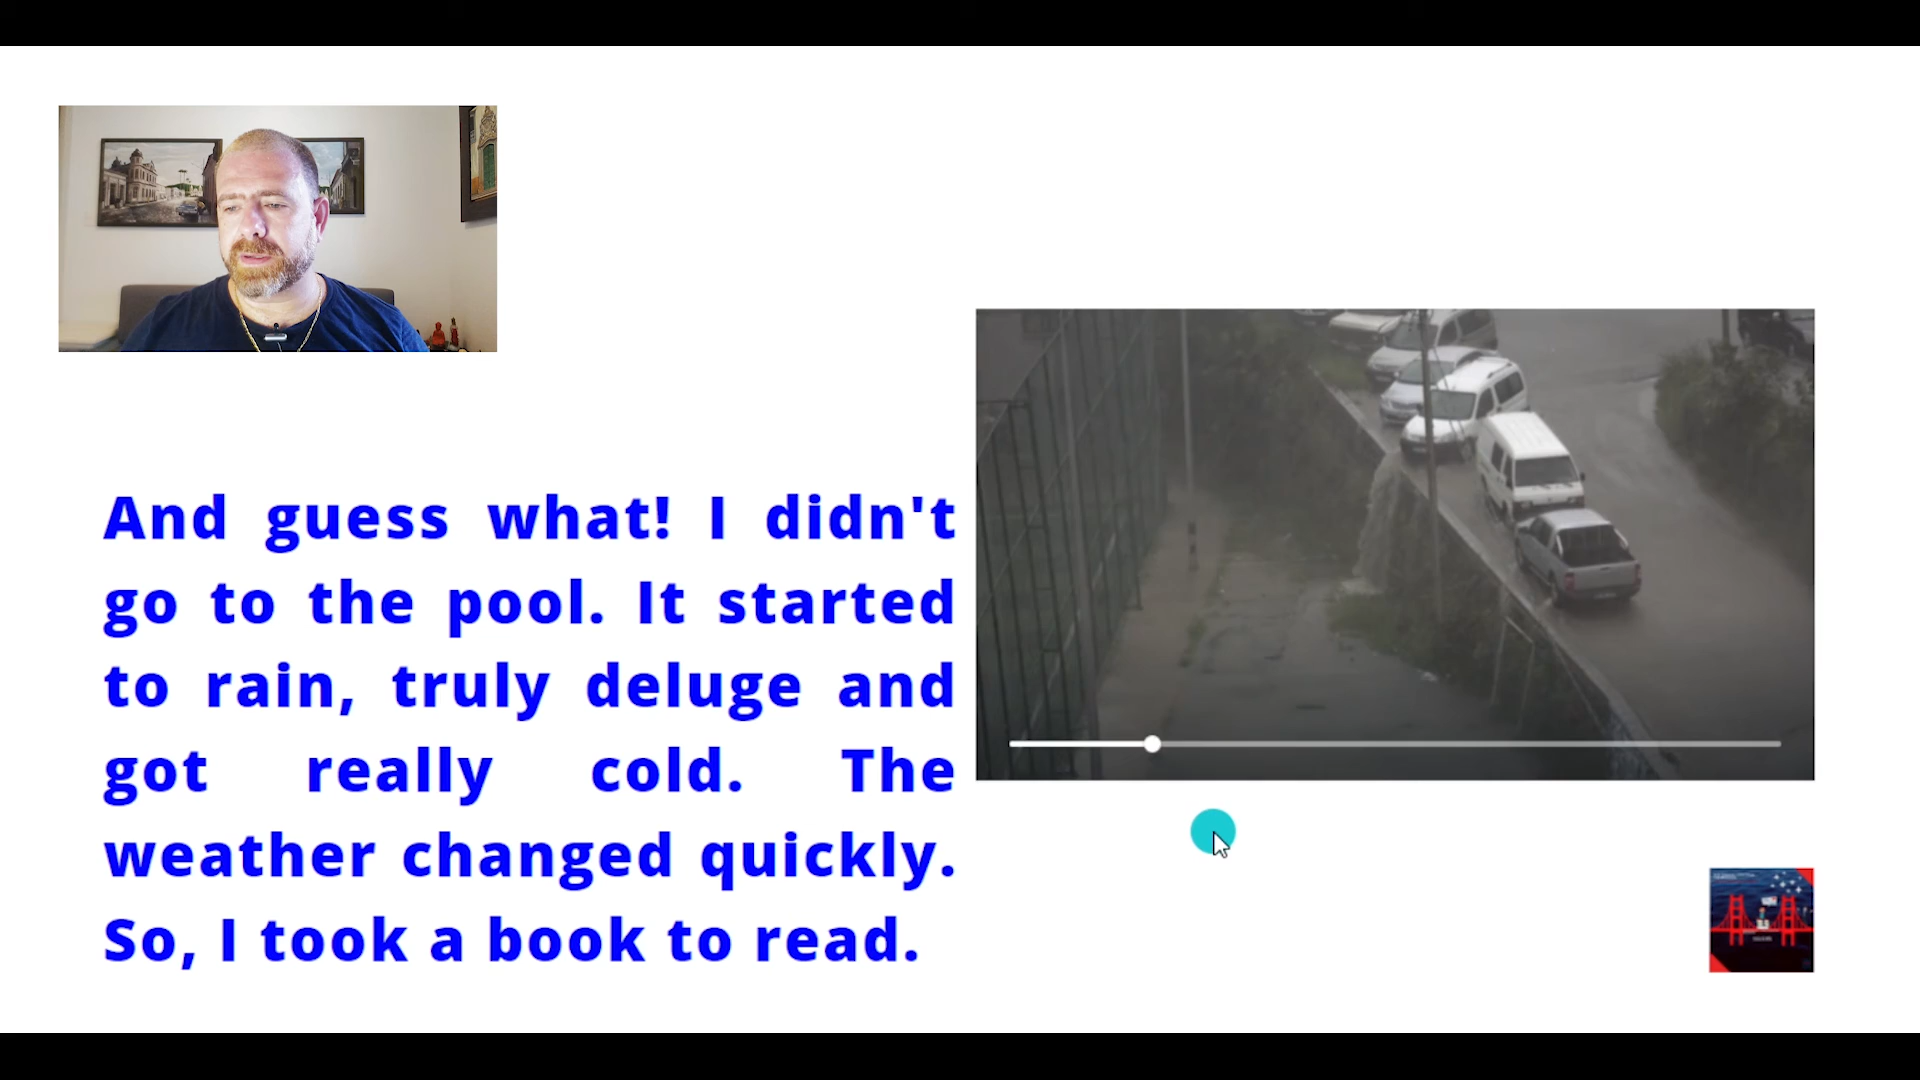 And guess what! I didn't
go to the pool. It started
to rain, truly deluge and
got really cold. The
weather changed quickly.
So, I took a book to read.